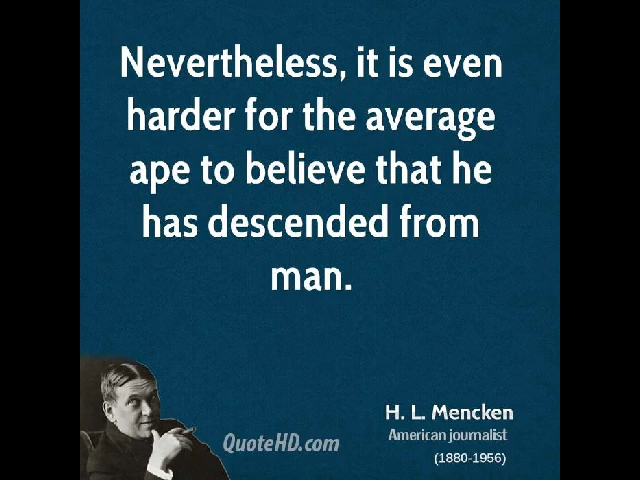 Nevertheless, it is even
harder for the average
ape to believe that he
has descended from
man.
H. L. Mencken
American journalist
(1880-1956)
QuoteHD.com